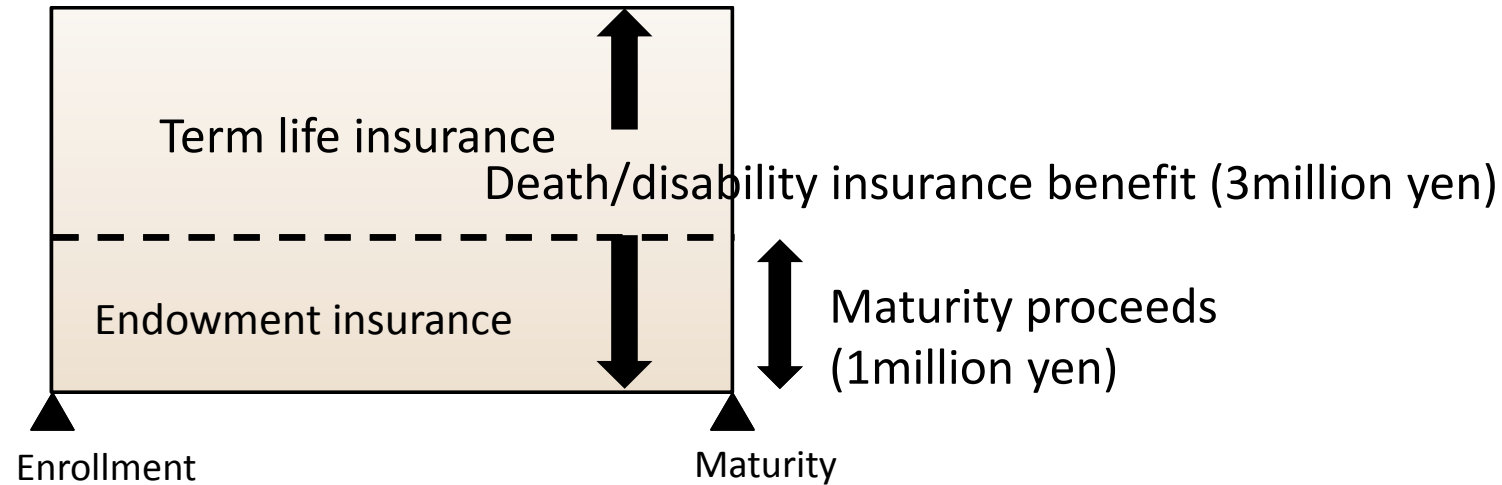 Term life insurance
Death/disability insurance benefit (3million yen)
Endowment insurance
Maturity proceeds
(1million yen)
Enrollment
Maturity